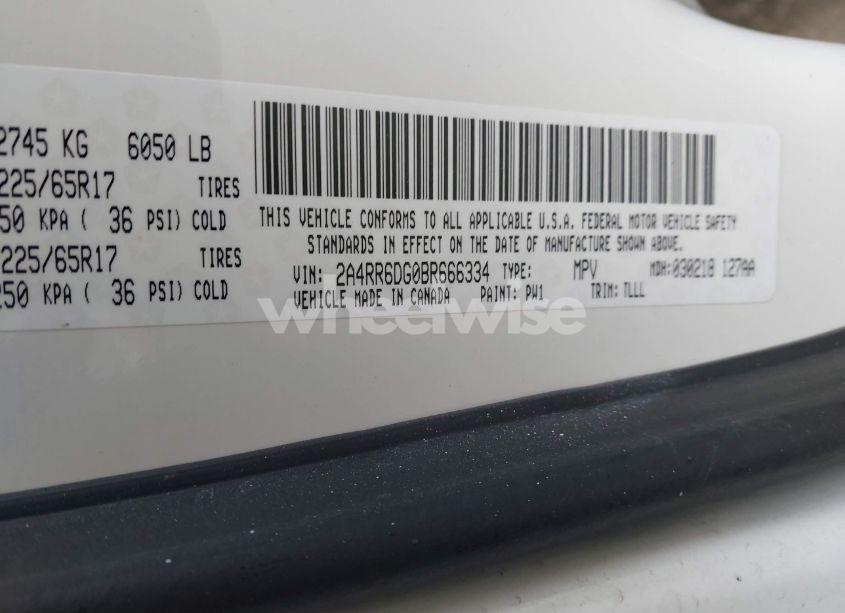 2745 KG 6050 LB
225/65R17 TIRES
50 KPA ( 36 PSI) COLD
225/65R17 TIRES
250 KPA ( 36 PSI) COLD
THIS VEHICLE CONFORMS TO ALL APPLICABLE U.S.A. FEDERAL MOTOR VEHICLE SAFETY
STANDARDS IN EFFECT ON THE DATE OF MANUFACTURE SHOWN ABOVE.
VIN: 2A4RR6DG0BR666334 TYPE: MPV MDH:030218 127AA
VEHICLE MADE IN CANADA PAINT: PW1 TRIM: TLLL
wheelwise